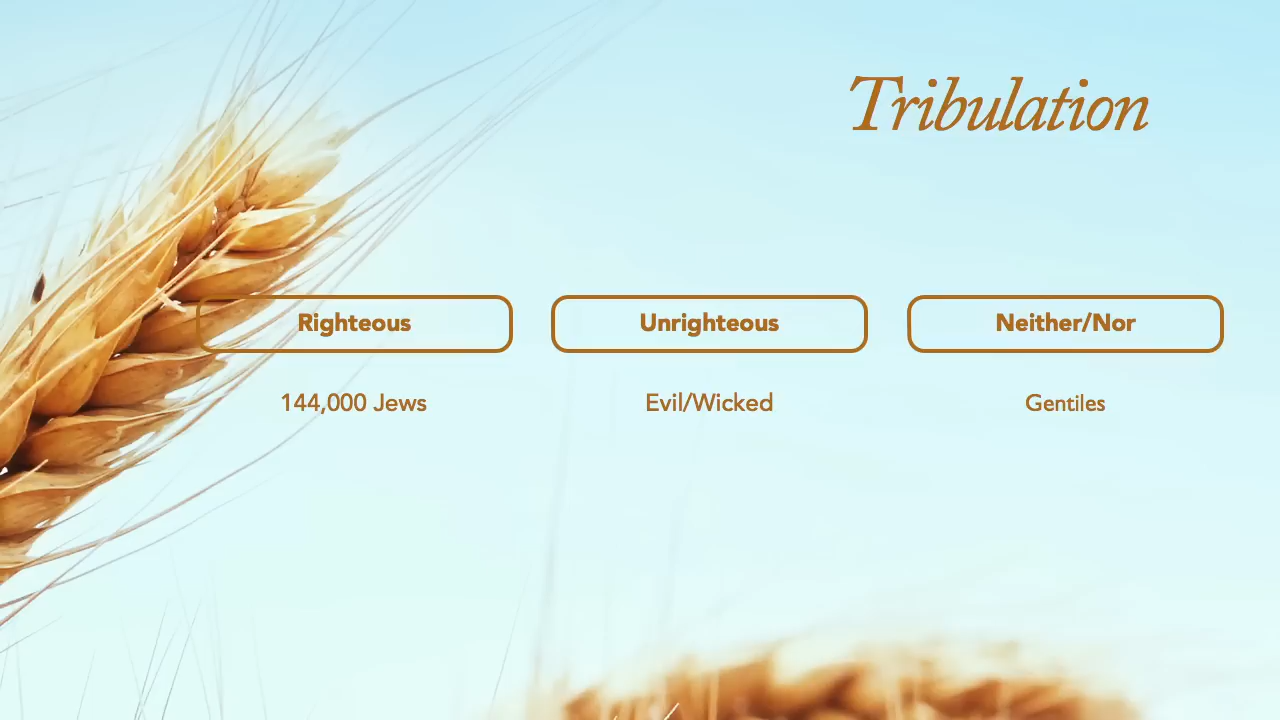 Tribulation
Righteous
Unrighteous
Neither/Nor
144,000 Jews
Evil/Wicked
Gentiles